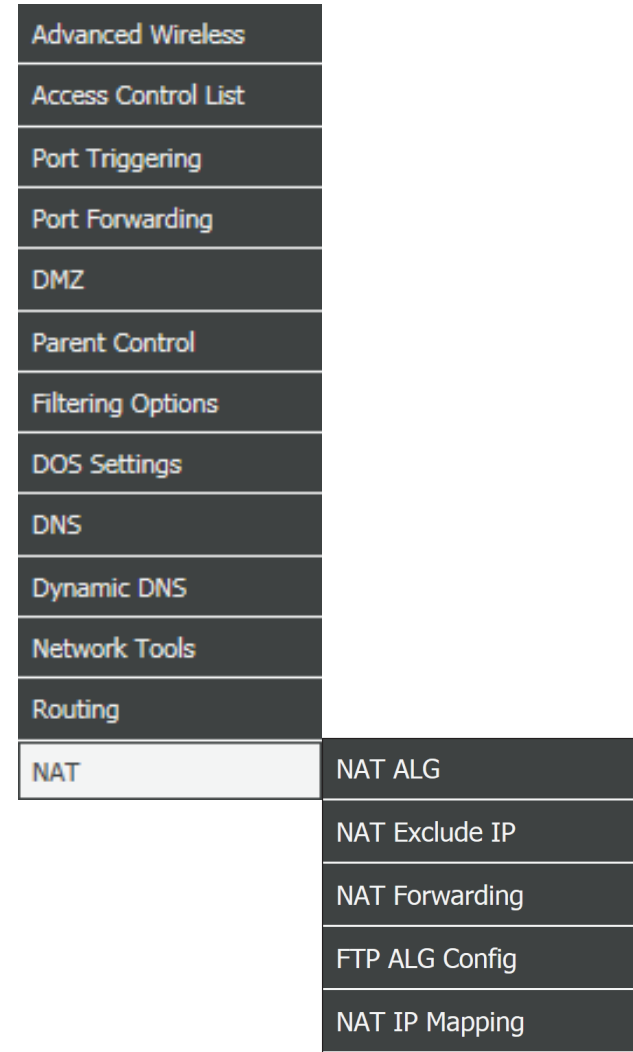 Advanced Wireless
Access Control List
Port Triggering
Port Forwarding
DMZ
Parent Control
Filtering Options
DOS Settings
DNS
Dynamic DNS
Network Tools
Routing
NAT
NAT ALG
NAT Exclude IP
NAT Forwarding
FTP ALG Config
NAT IP Mapping